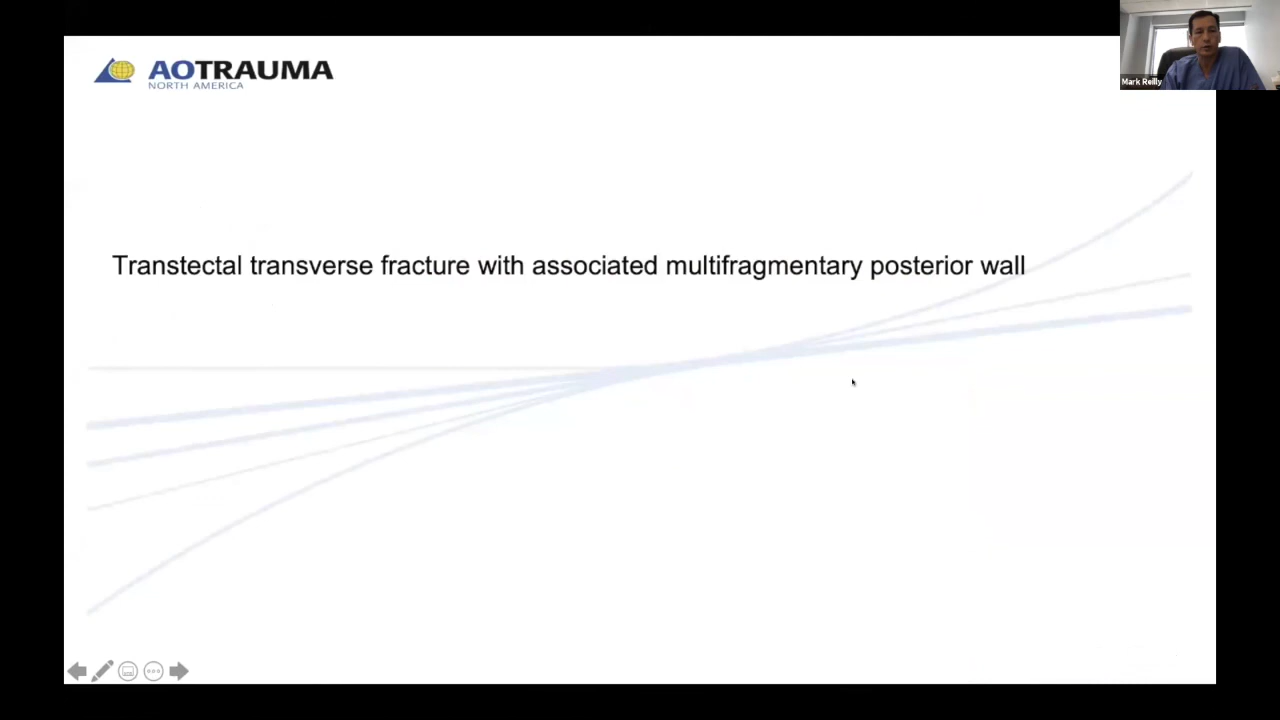 AOTRAUMA
NORTH AMERICA
Mark Reilly
Transtectal transverse fracture with associated multifragmentary posterior wall